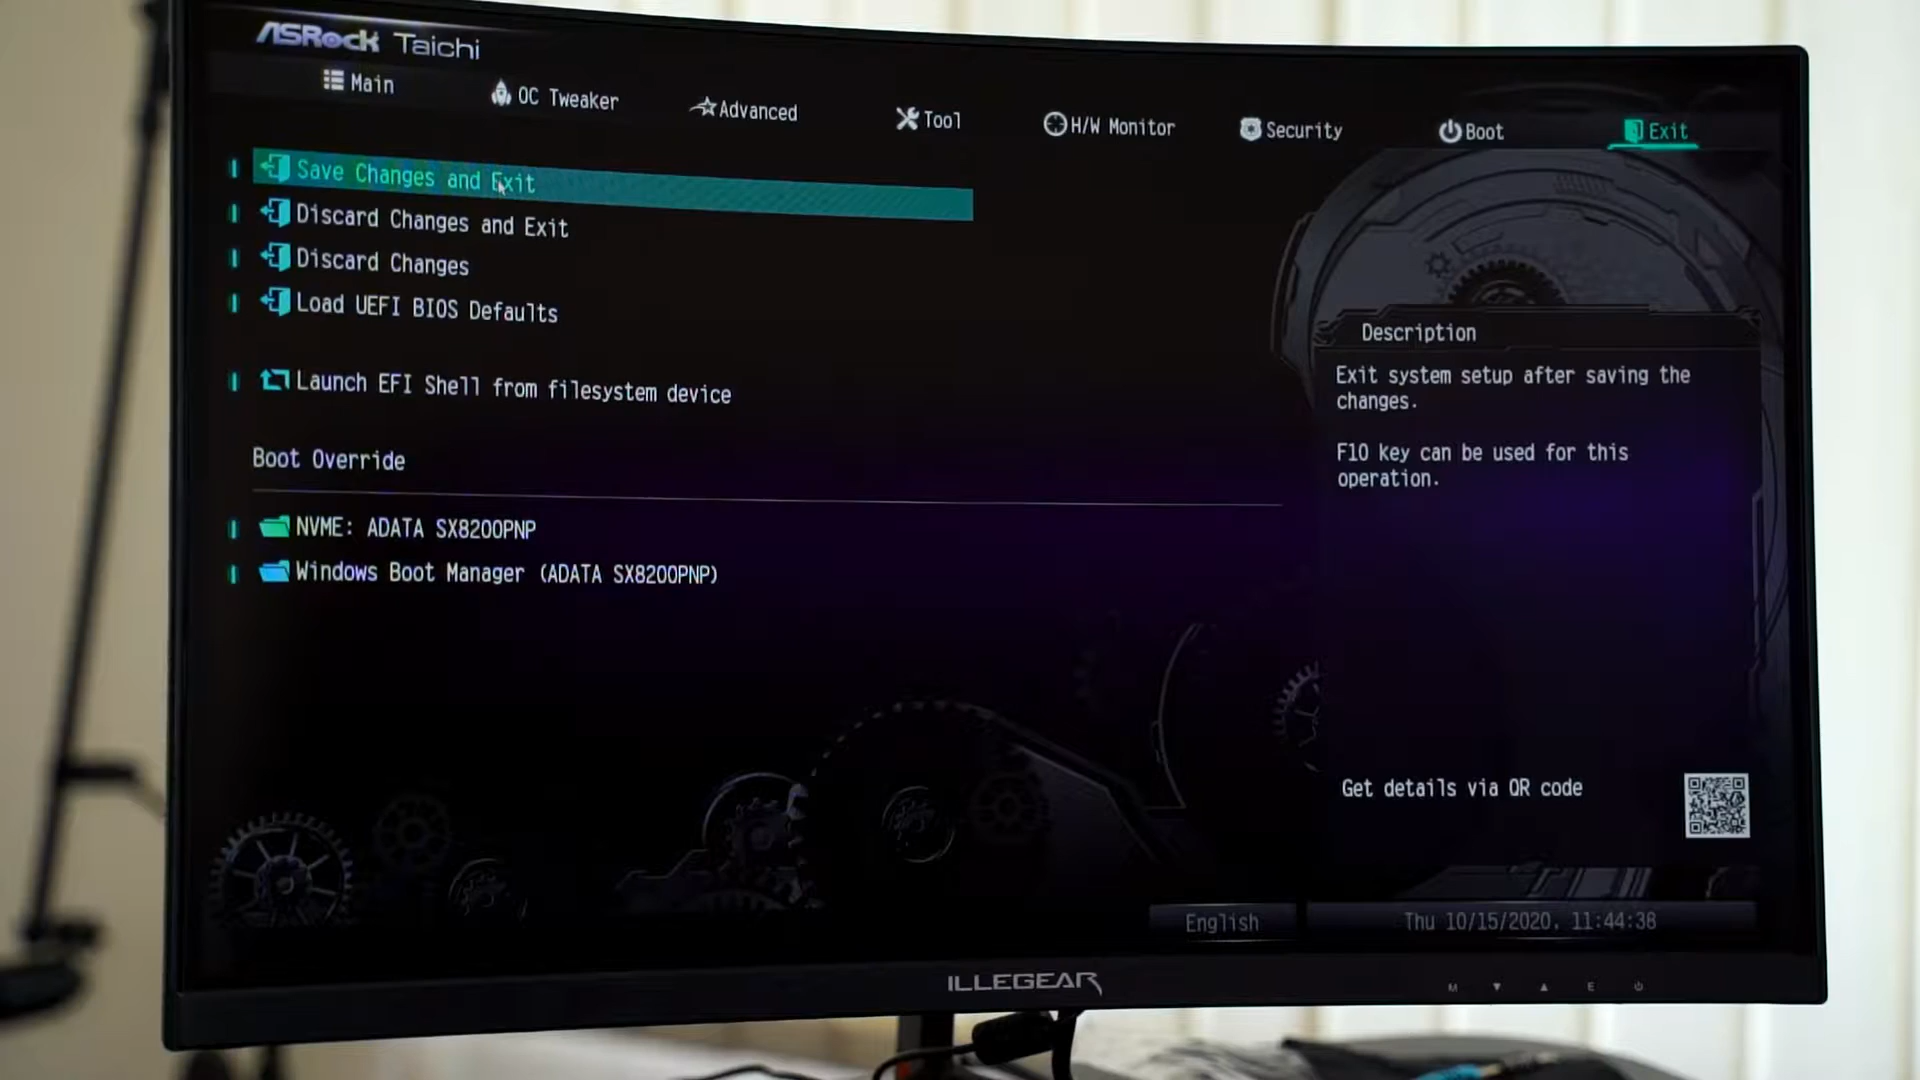 ASRock Taichi
Main
OC Tweaker
Advanced
Tool
H/W Monitor
Security
Boot
Exit
Save Changes and Exit
Discard Changes and Exit
Discard Changes
Load UEFI BIOS Defaults
Launch EFI Shell from filesystem device
Boot Override
NVME: ADATA SX8200PNP
Windows Boot Manager (ADATA SX8200PNP)
Description
Exit system setup after saving the
changes.
F10 key can be used for this
operation.
Get details via QR code
English
Thu 10/15/2020, 11:44:38
ILLEGEAR
M ▼ ▲ E